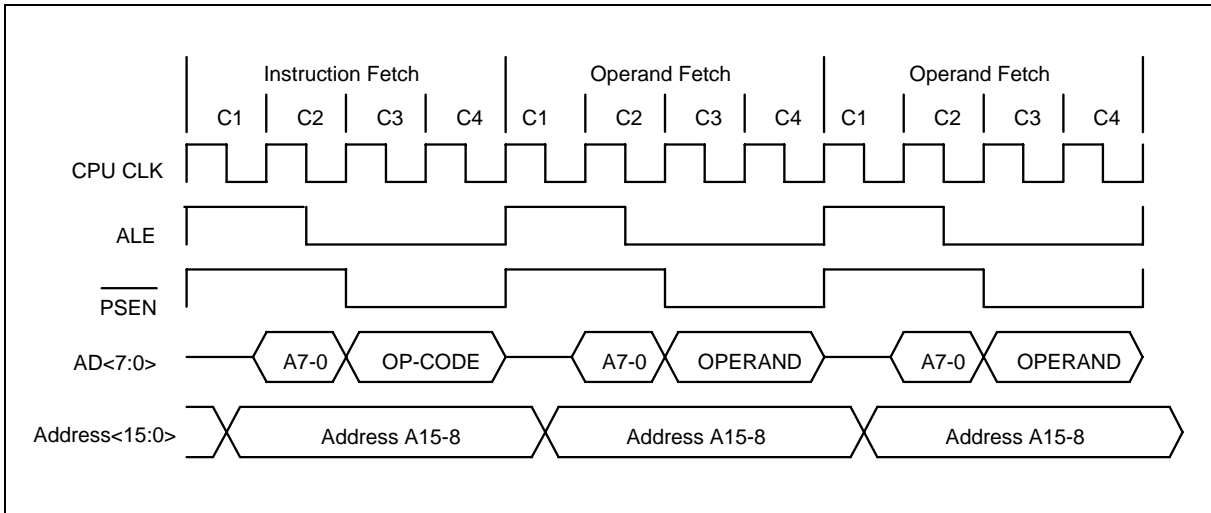 Instruction Fetch Operand Fetch Operand Fetch
C1 C2 C3 C4 C1 C2 C3 C4 C1 C2 C3 C4
CPU CLK
ALE
PSEN
AD<7:0> A7-0 OP-CODE A7-0 OPERAND A7-0 OPERAND
Address<15:0> Address A15-8 Address A15-8 Address A15-8